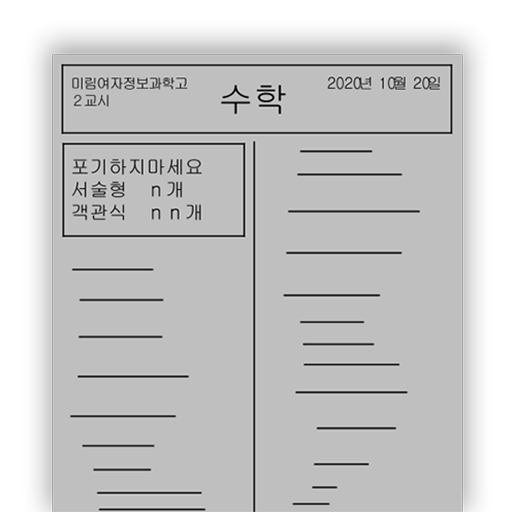 미림여자정보과학고
2교시
수학
2020년 10월 20일
포기하지마세요
서술형 n개
객관식 n n개